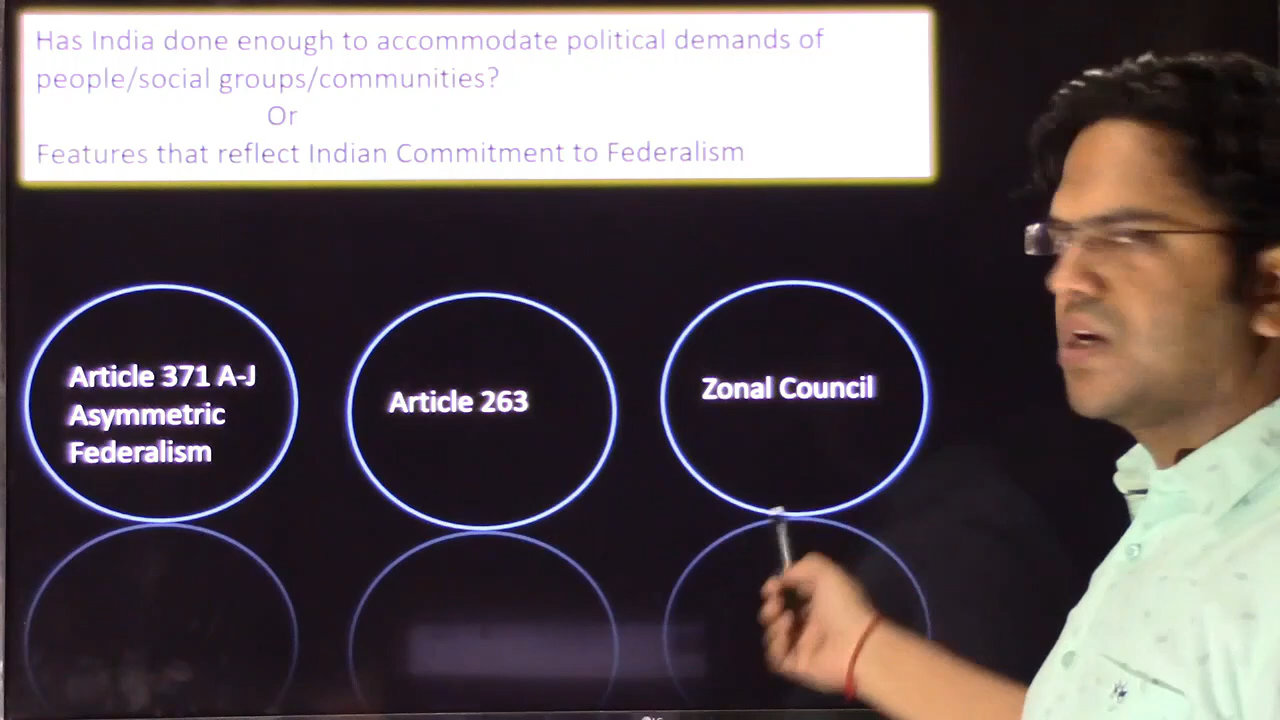 Has India done enough to accommodate political demands of
people/social groups/communities?
Or
Features that reflect Indian Commitment to Federalism
Article 371 A-J
Asymmetric
Federalism
Article 263
Zonal Council
LG